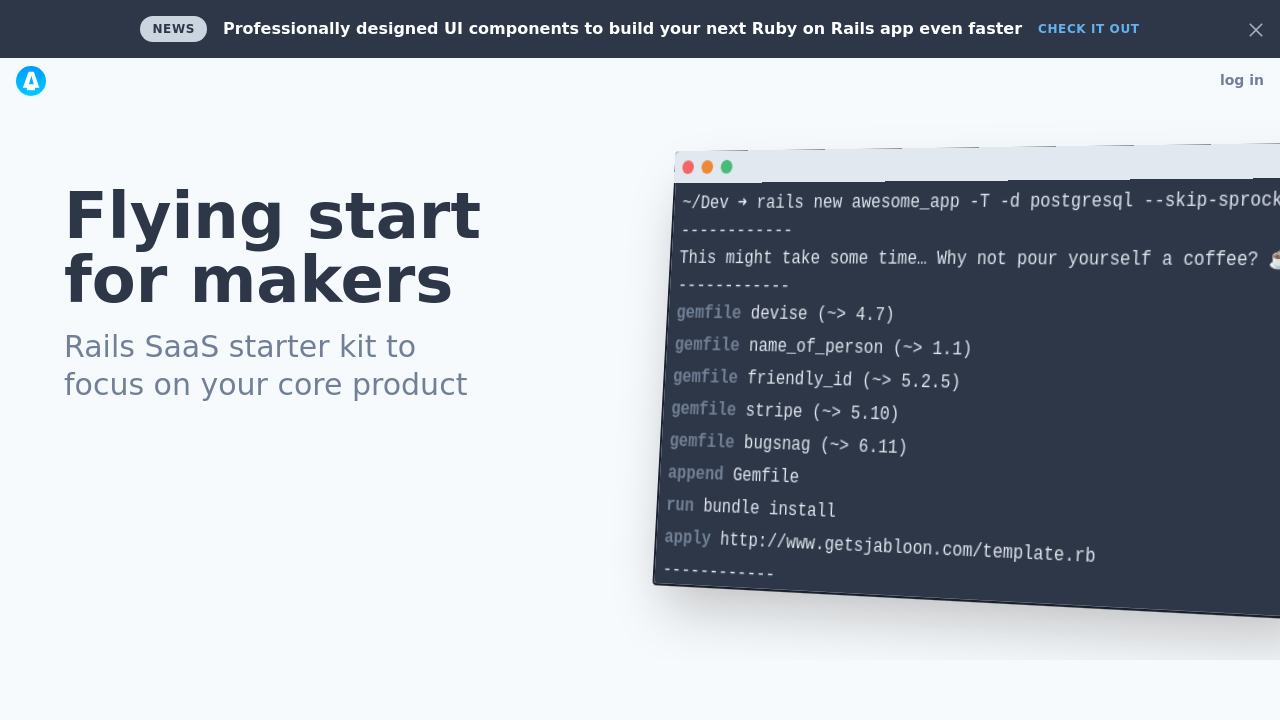 NEWS Professionally designed UI components to build your next Ruby on Rails app even faster CHECK IT OUT
log in
Flying start
for makers
Rails SaaS starter kit to
focus on your core product
~/Dev ➜ rails new awesome_app -T -d postgresql --skip-sprock
------------
This might take some time… Why not pour yourself a coffee? ☕
------------
gemfile devise (~> 4.7)
gemfile name_of_person (~> 1.1)
gemfile friendly_id (~> 5.2.5)
gemfile stripe (~> 5.10)
gemfile bugsnag (~> 6.11)
append Gemfile
run bundle install
apply http://www.getsjabloon.com/template.rb
------------